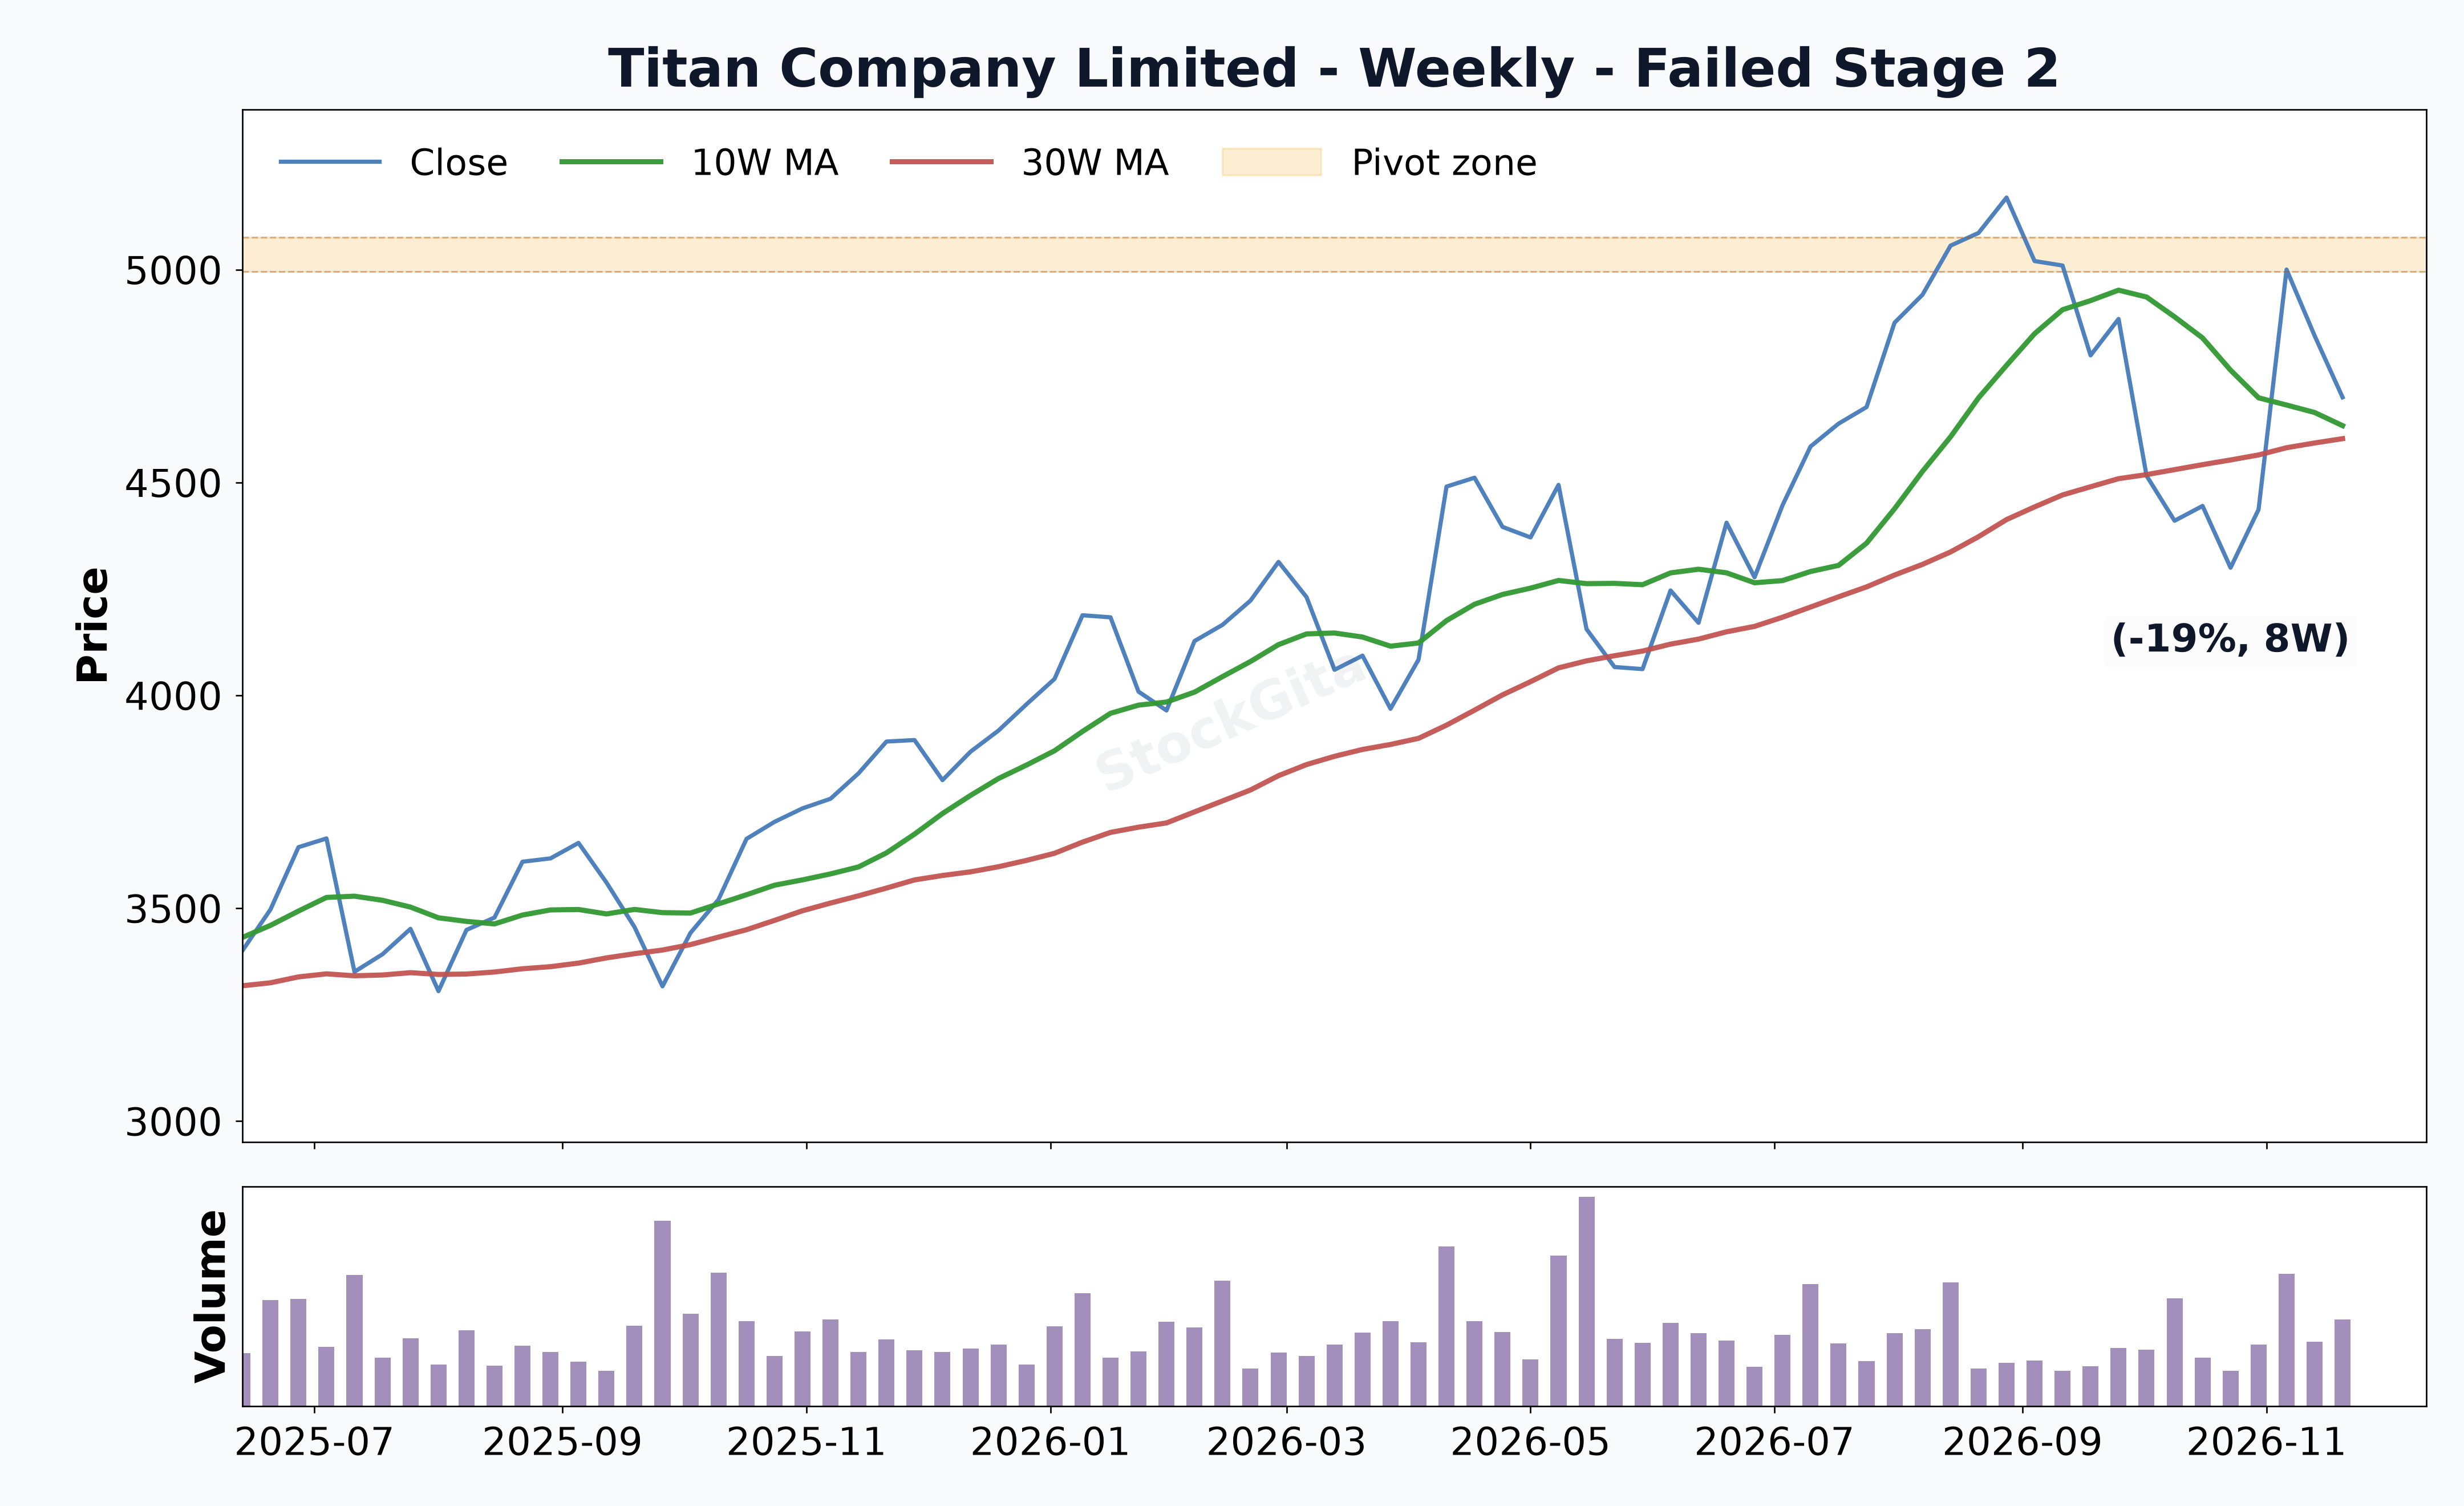 Titan Company Limited - Weekly - Failed Stage 2
Close 10W MA 30W MA Pivot zone
5000
4500
4000
3500
3000
Price
(-19%, 8W)
StockGita
Volume
2025-07 2025-09 2025-11 2026-01 2026-03 2026-05 2026-07 2026-09 2026-11